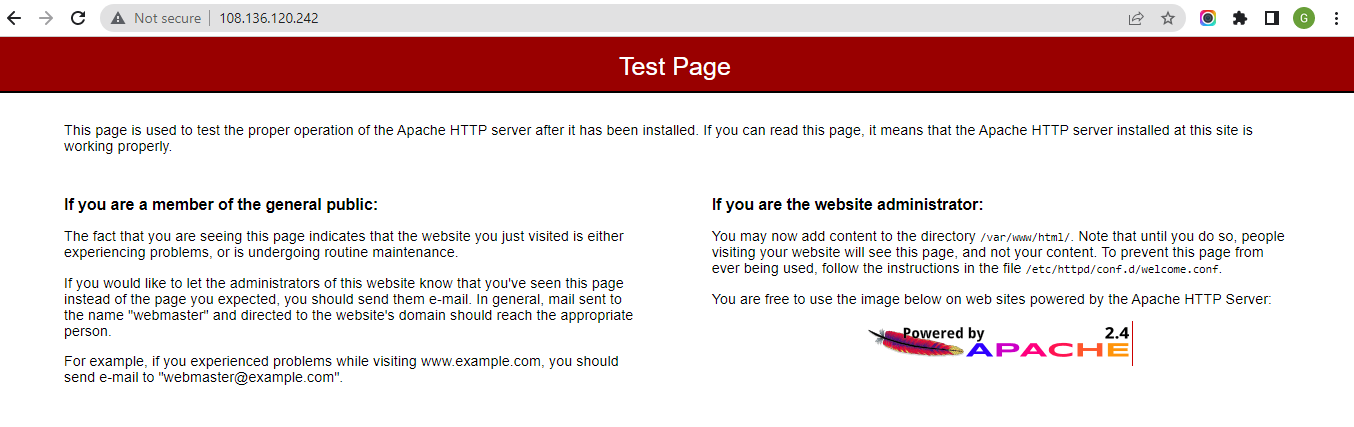 Not secure | 108.136.120.242
G
Test Page
This page is used to test the proper operation of the Apache HTTP server after it has been installed. If you can read this page, it means that the Apache HTTP server installed at this site is
working properly.
If you are a member of the general public:
The fact that you are seeing this page indicates that the website you just visited is either
experiencing problems, or is undergoing routine maintenance.
If you would like to let the administrators of this website know that you've seen this page
instead of the page you expected, you should send them e-mail. In general, mail sent to
the name "webmaster" and directed to the website's domain should reach the appropriate
person.
For example, if you experienced problems while visiting www.example.com, you should
send e-mail to "webmaster@example.com".
If you are the website administrator:
You may now add content to the directory /var/www/html/. Note that until you do so, people
visiting your website will see this page, and not your content. To prevent this page from
ever being used, follow the instructions in the file /etc/httpd/conf.d/welcome.conf.
You are free to use the image below on web sites powered by the Apache HTTP Server:
Powered by 2.4
APACHE